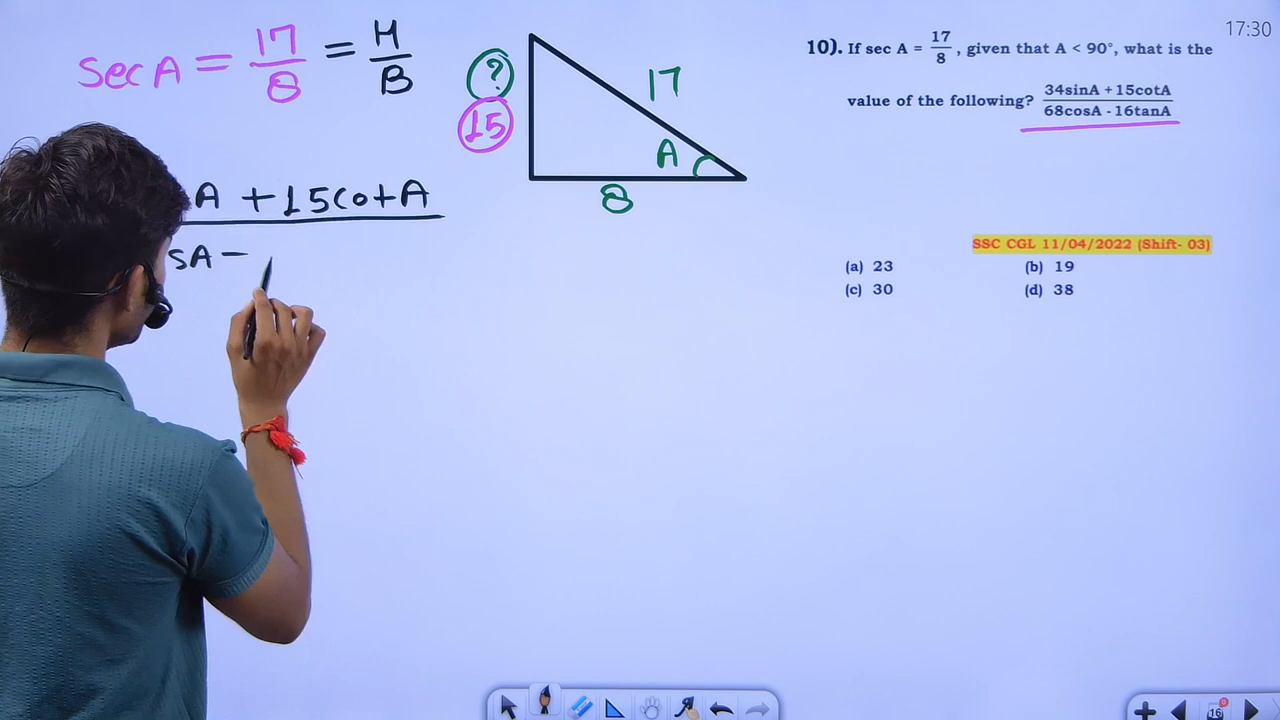 17:30
sec A = 17/8 = H/B
?
15
17
A
8
A + 15cotA
sA -
10). If sec A = 17/8, given that A < 90°, what is the
value of the following? 34sinA + 15cotA / 68cosA - 16tanA
SSC CGL 11/04/2022 (Shift- 03)
(a) 23 (b) 19
(c) 30 (d) 38
16